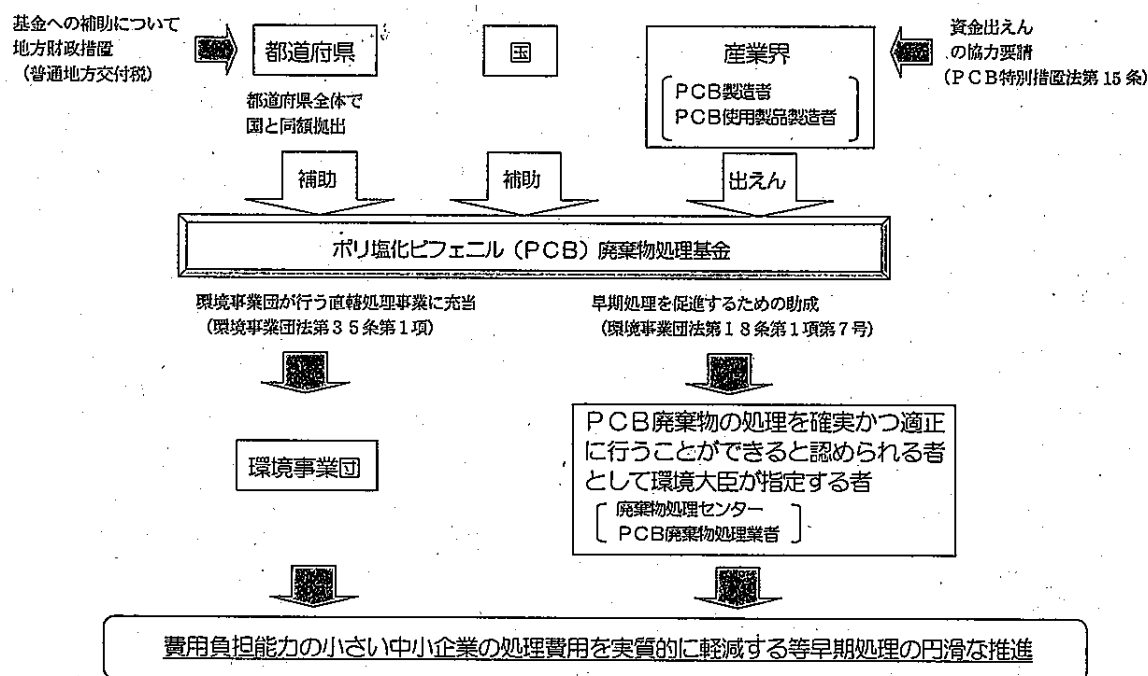 基金への補助について
地方財政措置
(普通地方交付税)
都道府県
国
産業界
PCB製造者
PCB使用製品製造者
資金出えん
の協力要請
(PCB特別措置法第15条)
都道府県全体で
国と同額拠出
補助
補助
出えん
ポリ塩化ビフェニル(PCB)廃棄物処理基金
環境事業団が行う直轄処理事業に充当
(環境事業団法第35条第1項)
早期処理を促進するための助成
(環境事業団法第18条第1項第7号)
環境事業団
PCB廃棄物の処理を確実かつ適正
に行うことができると認められる者
として環境大臣が指定する者
廃棄物処理センター
PCB廃棄物処理業者
費用負担能力の小さい中小企業の処理費用を実質的に軽減する等早期処理の円滑な推進